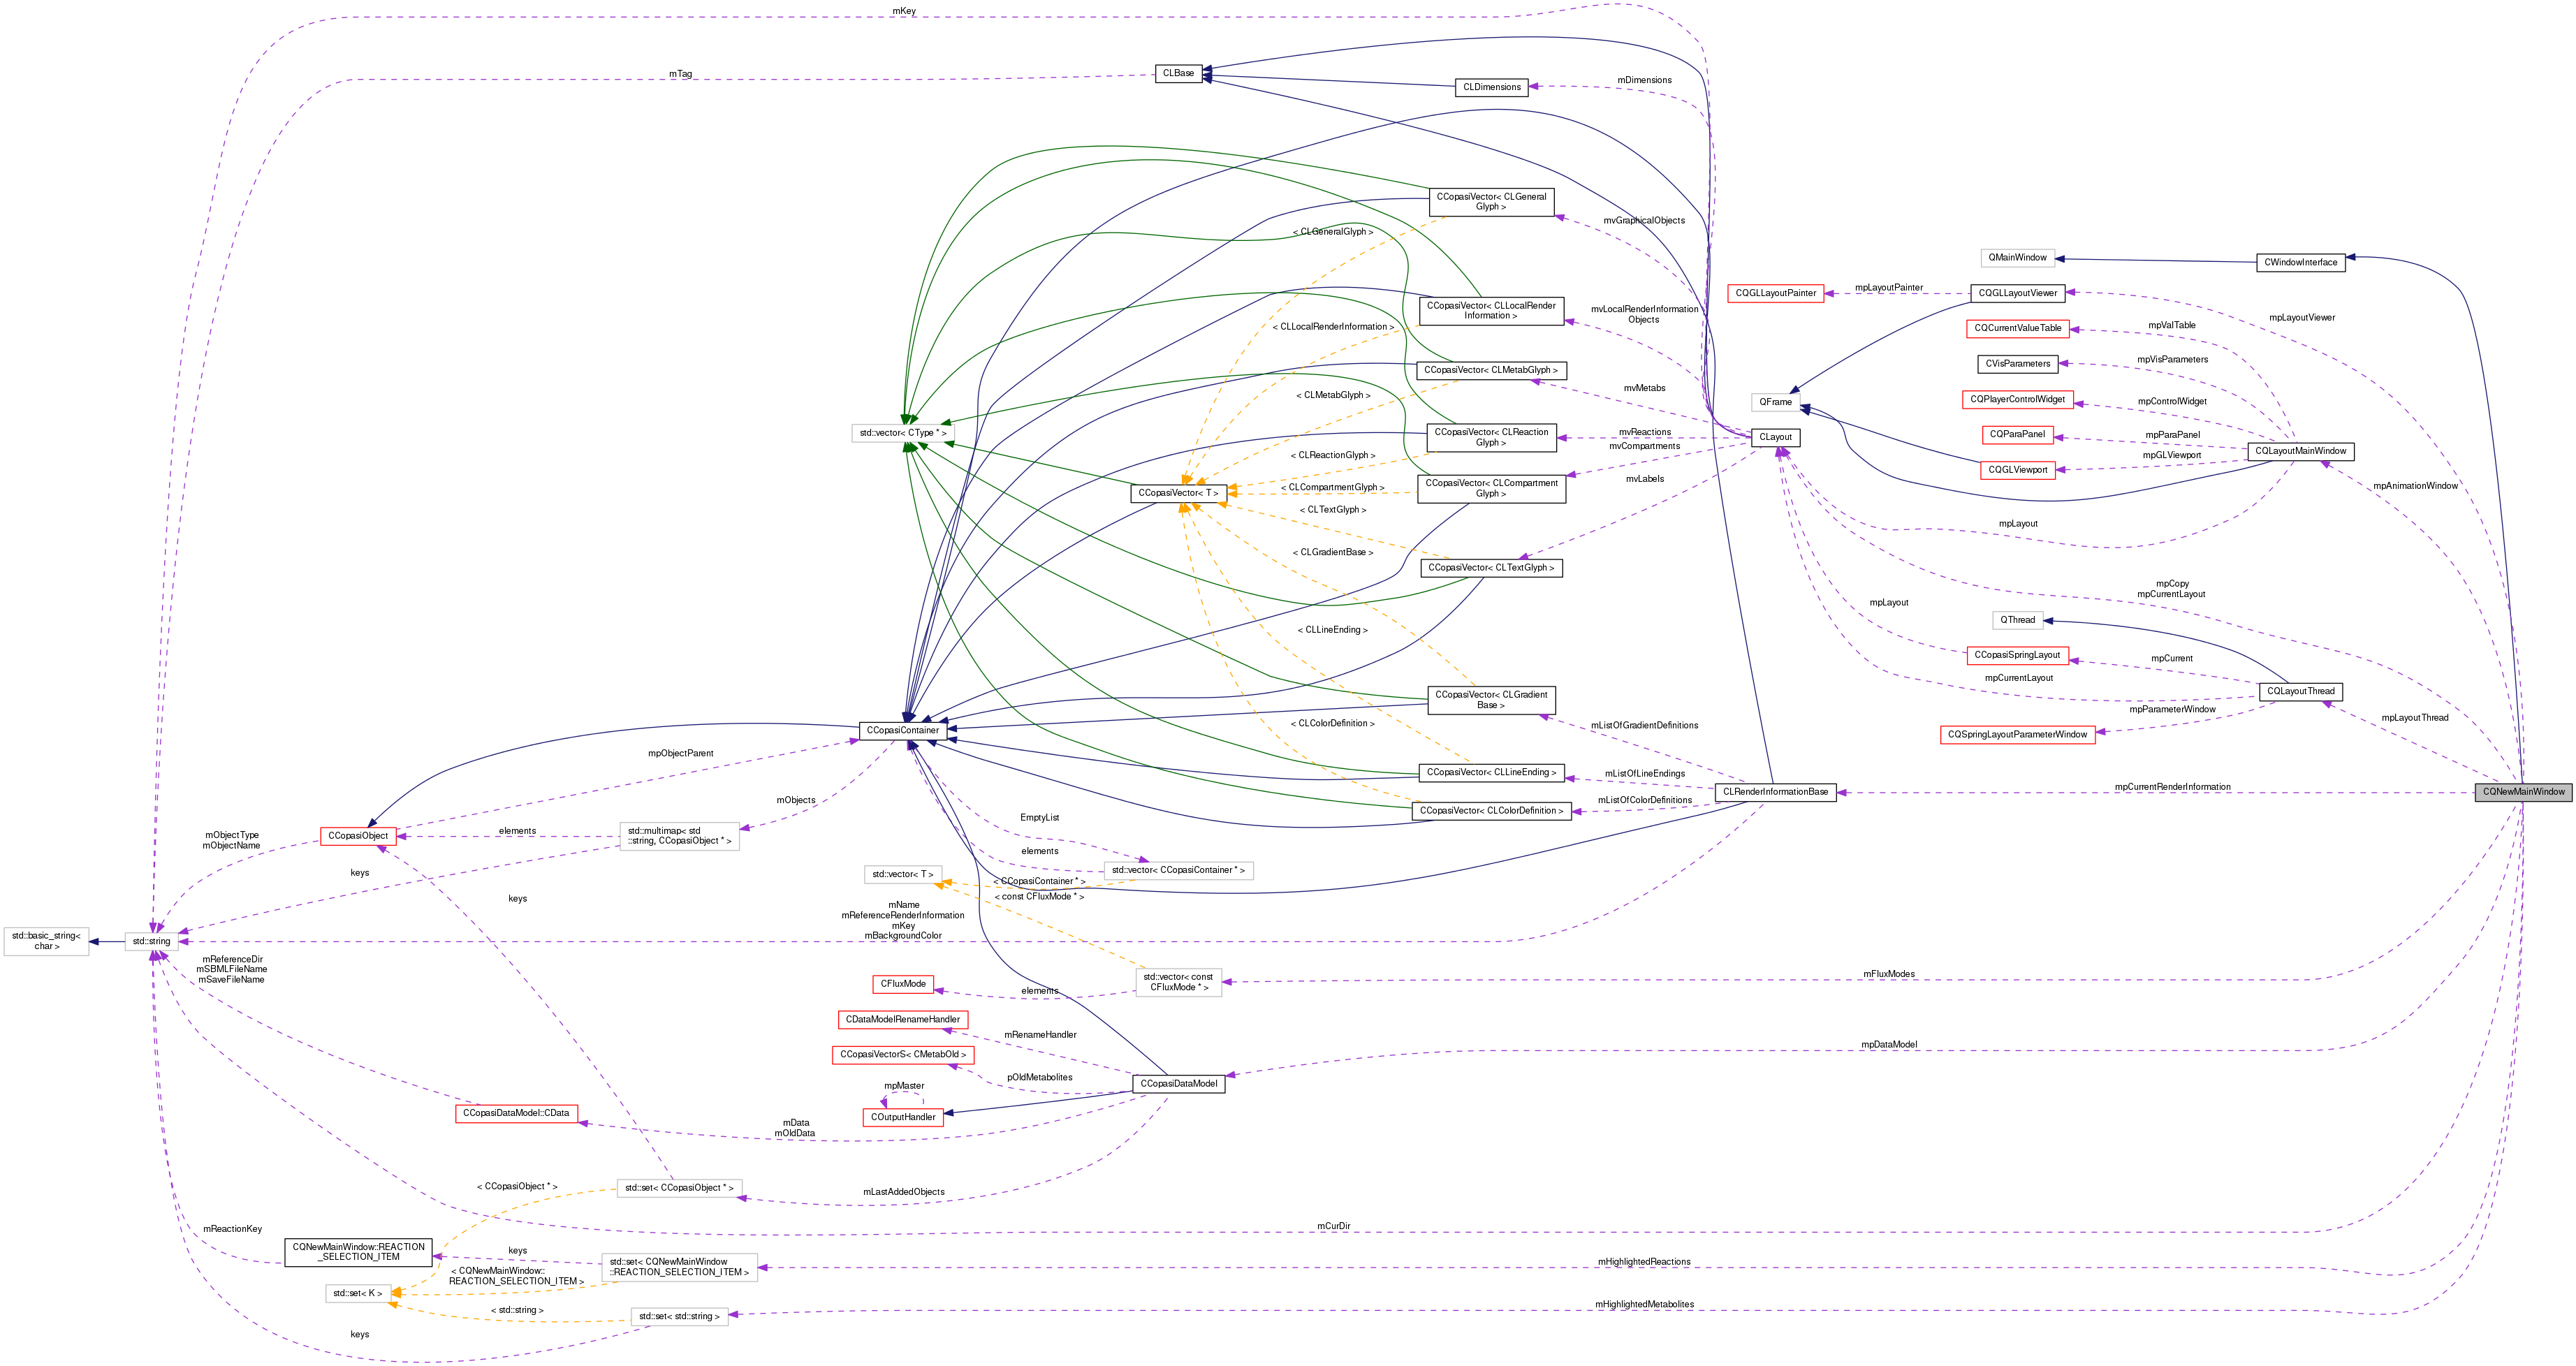 mKey
mTag
CLBase
CLDimensions
mDimensions
CCopasiVector< CLGeneral
Glyph >
mvGraphicalObjects
< CLGeneralGlyph >
QMainWindow
CWindowInterface
CQGLLayoutPainter
mpLayoutPainter
CQGLLayoutViewer
mpLayoutViewer
CCopasiVector< CLLocalRender
Information >
mvLocalRenderInformation
Objects
< CLLocalRenderInformation >
CQCurrentValueTable
mpValTable
CVisParameters
mpVisParameters
CCopasiVector< CLMetabGlyph >
mvMetabs
< CLMetabGlyph >
QFrame
CQPlayerControlWidget
mpControlWidget
std::vector< CType * >
CCopasiVector< CLReaction
Glyph >
mvReactions
CLayout
CQParaPanel
mpParaPanel
CQLayoutMainWindow
mvCompartments
< CLReactionGlyph >
CQGLViewport
mpGLViewport
mpAnimationWindow
CCopasiVector< T >
< CLCompartmentGlyph >
CCopasiVector< CLCompartment
Glyph >
mvLabels
< CLTextGlyph >
mpLayout
< CLGradientBase >
CCopasiVector< CLTextGlyph >
mpCopy
mpCurrentLayout
mpLayout
QThread
< CLLineEnding >
CCopasiSpringLayout
mpCurrent
mpCurrentLayout
CQLayoutThread
CCopasiVector< CLGradient
Base >
mListOfGradientDefinitions
mpParameterWindow
mpLayoutThread
CQSpringLayoutParameterWindow
< CLColorDefinition >
CCopasiContainer
mpObjectParent
CCopasiVector< CLLineEnding >
mListOfLineEndings
CLRenderInformationBase
mpCurrentRenderInformation
CQNewMainWindow
mObjects
CCopasiVector< CLColorDefinition >
mListOfColorDefinitions
EmptyList
mObjectType
mObjectName
CCopasiObject
elements
std::multimap< std
::string, CCopasiObject * >
elements
keys
std::vector< T >
< CCopasiContainer * >
std::vector< CCopasiContainer * >
< const CFluxMode * >
keys
mName
mReferenceRenderInformation
mKey
mBackgroundColor
std::basic_string<
char >
std::string
mReferenceDir
mSBMLFileName
mSaveFileName
CFluxMode
elements
std::vector< const
CFluxMode * >
mFluxModes
CDataModelRenameHandler
mRenameHandler
mpDataModel
CCopasiVectorS< CMetabOld >
pOldMetabolites
CCopasiDataModel
mpMaster
COutputHandler
CCopasiDataModel::CData
mData
mOldData
< CCopasiObject * >
std::set< CCopasiObject * >
mLastAddedObjects
mReactionKey
mCurDir
CQNewMainWindow::REACTION
_SELECTION_ITEM
keys
std::set< CQNewMainWindow
::REACTION_SELECTION_ITEM >
mHighlightedReactions
< CQNewMainWindow::
REACTION_SELECTION_ITEM >
std::set< K >
< std::string >
std::set< std::string >
mHighlightedMetabolites
keys